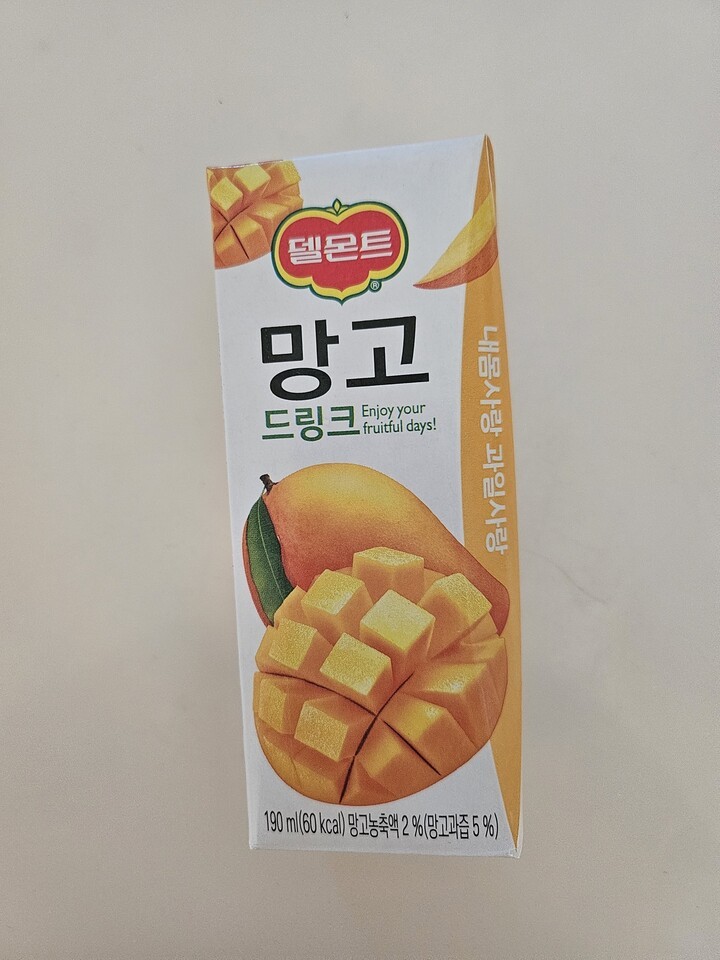 델몬트
®
망고
드링크
Enjoy your
fruitful days!
내몸사랑 과일사랑
190 ml(60 kcal) 망고농축액 2 %(망고과즙 5 %)